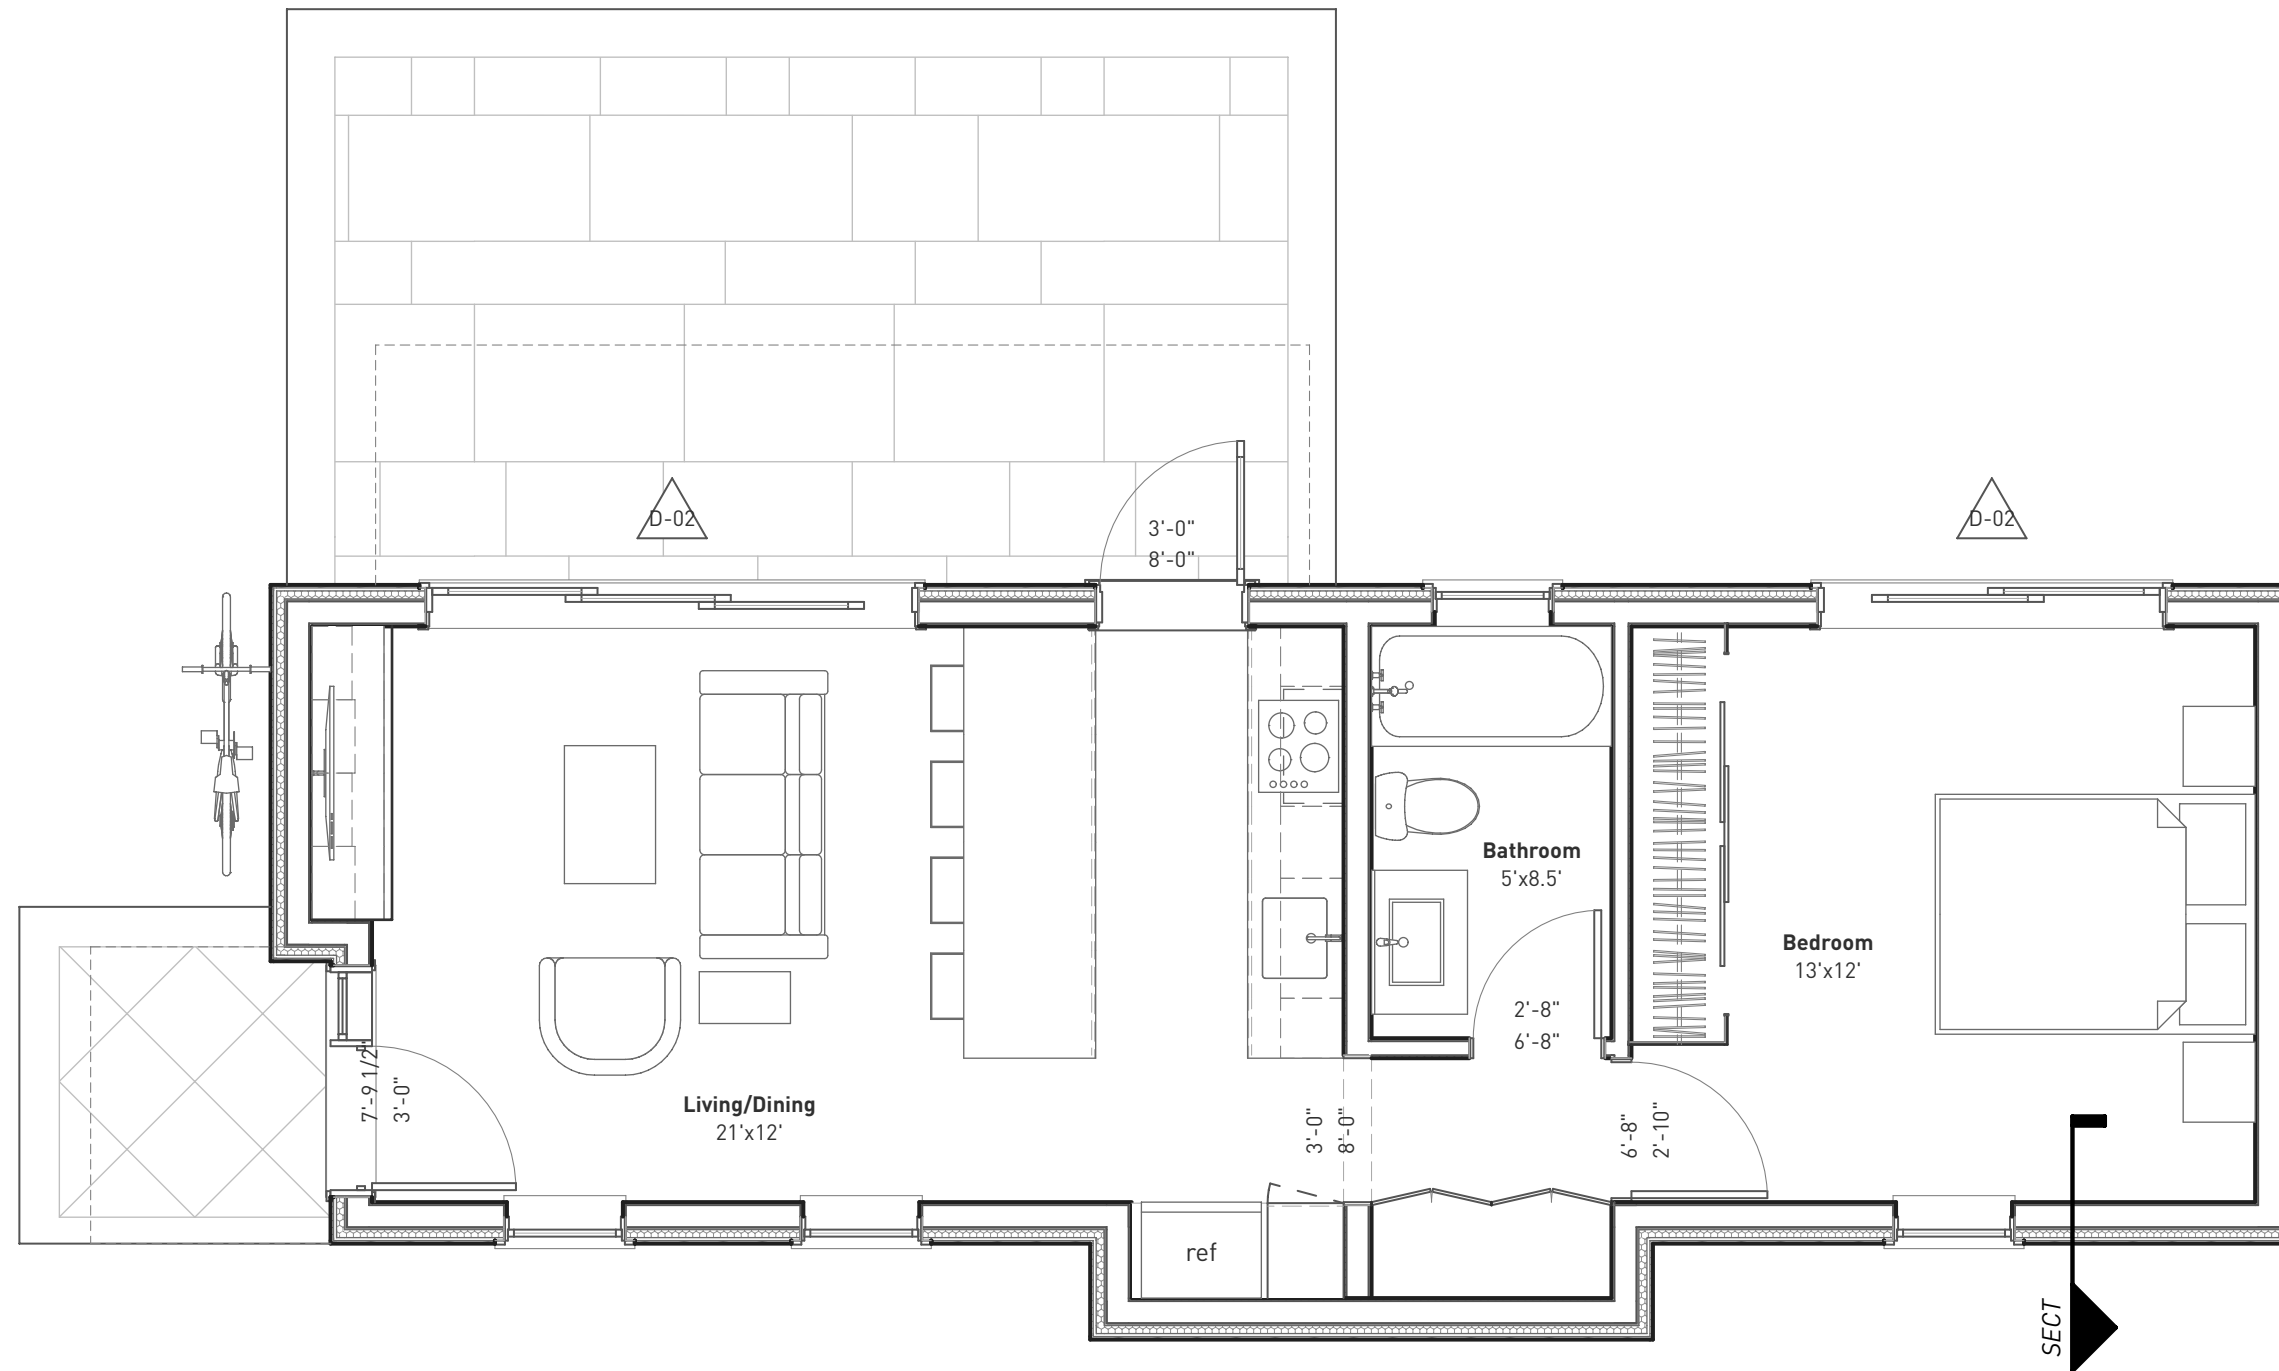 D-02
D-02
3'-0"
8'-0"
Bathroom
5'x8.5'
Bedroom
13'x12'
2'-8"
6'-8"
7'-9 1/2
3'-0"
Living/Dining
21'x12'
3'-0"
8'-0"
6'-8"
2'-10"
ref
SECT